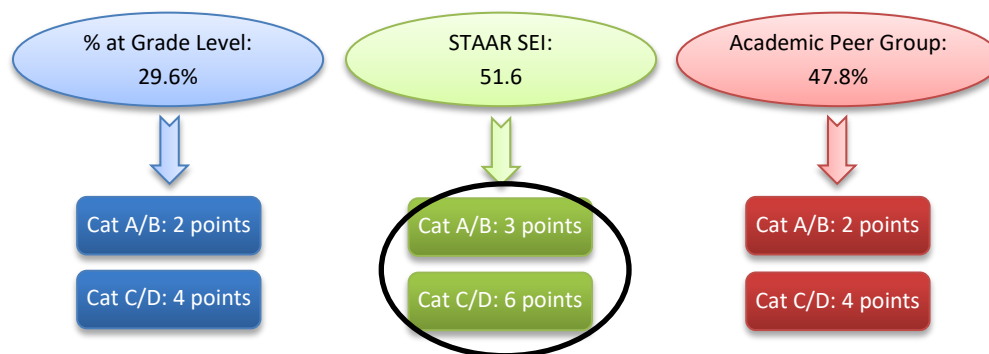 % at Grade Level:
29.6%
STAAR SEI:
51.6
Academic Peer Group:
47.8%
Cat A/B: 2 points
Cat A/B: 3 points
Cat A/B: 2 points
Cat C/D: 4 points
Cat C/D: 6 points
Cat C/D: 4 points